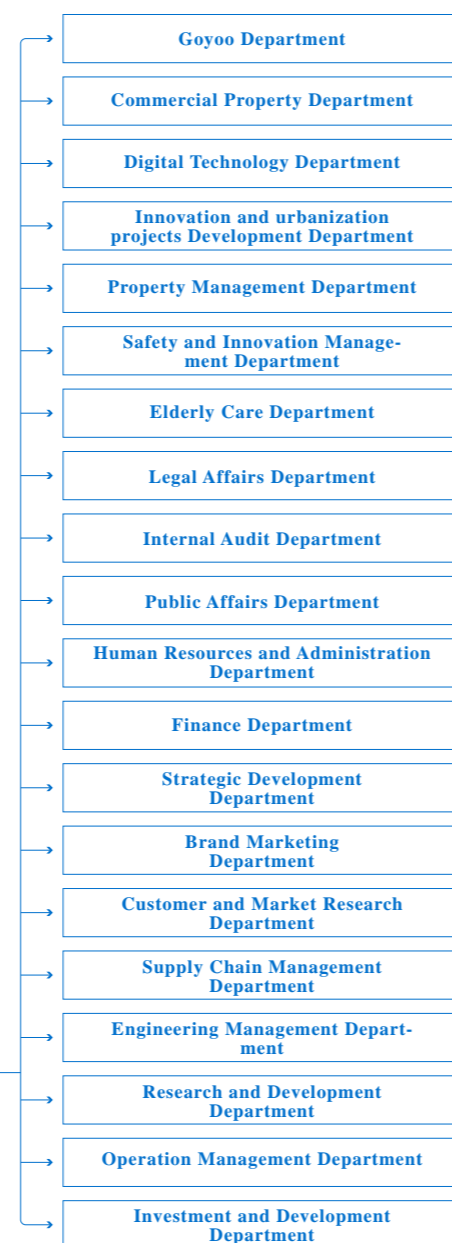 Goyoo Department
Commercial Property Department
Digital Technology Department
Innovation and urbanization
projects Development Department
Property Management Department
Safety and Innovation Manage-
ment Department
Elderly Care Department
Legal Affairs Department
Internal Audit Department
Public Affairs Department
Human Resources and Administration
Department
Finance Department
Strategic Development
Department
Brand Marketing
Department
Customer and Market Research
Department
Supply Chain Management
Department
Engineering Management Depart-
ment
Research and Development
Department
Operation Management Department
Investment and Development
Department